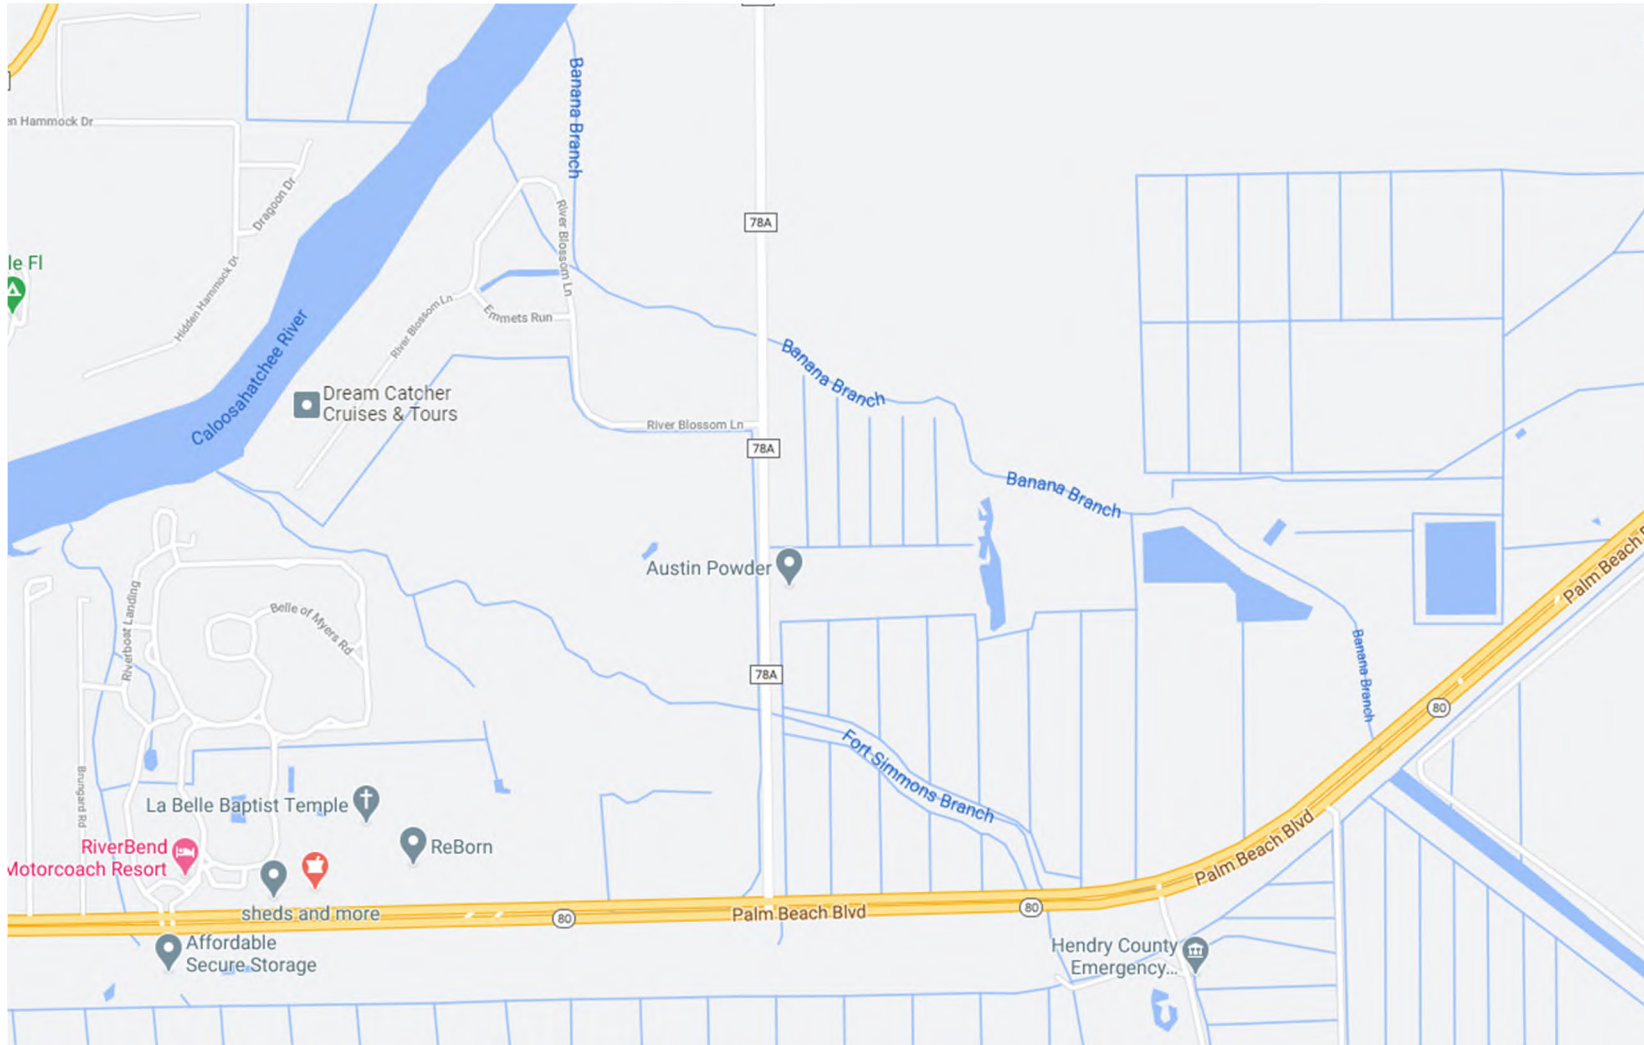 Banana Branch
en Hammock Dr
Dragoon Dr
78A
River Blossom Ln
le Fl
Hidden Hammock Dr
River Blossom Ln
Emmets Run
Caloosahatchee River
Banana Branch
Dream Catcher
Cruises & Tours
River Blossom Ln
78A
Banana Branch
Austin Powder
Palm Beach
Riverboat Landing
Belle of Myers Rd
78A
Banana Branch
80
Fort Simmons Branch
Brungard Rd
La Belle Baptist Temple
RiverBend
Motorcoach Resort
ReBorn
Palm Beach Blvd
sheds and more
80
Palm Beach Blvd
80
Affordable
Secure Storage
Hendry County
Emergency...